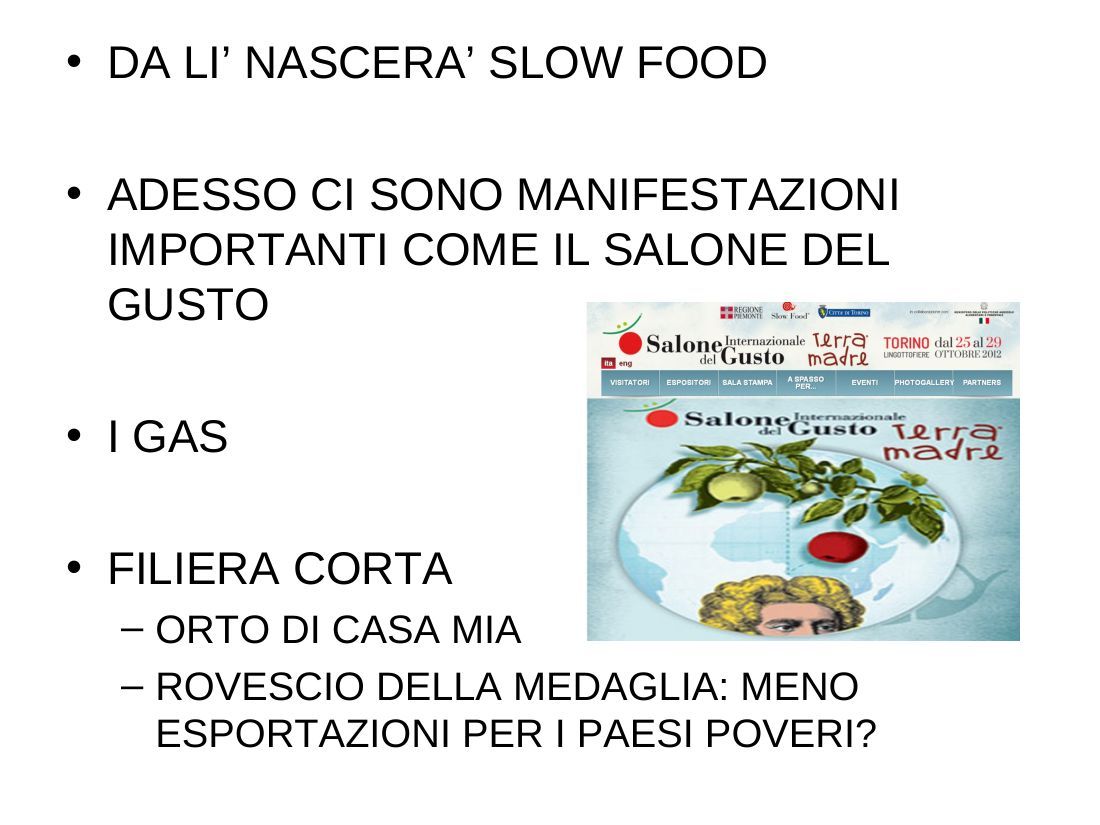 • DA LI’ NASCERA’ SLOW FOOD
• ADESSO CI SONO MANIFESTAZIONI
IMPORTANTI COME IL SALONE DEL
GUSTO
REGIONE
PIEMONTE
Slow Food
CITTÀ DI TORINO
in collaborazione con
Salone Internazionale
del Gusto
Terra
madre
TORINO dal 25 al 29
LINGOTTOFIERE OTTOBRE 2012
ita eng
VISITATORI ESPOSITORI SALA STAMPA A SPASSO PER... EVENTI PHOTOGALLERY PARTNERS
Salone Internazionale
del Gusto
Terra
madre
• I GAS
• FILIERA CORTA
– ORTO DI CASA MIA
– ROVESCIO DELLA MEDAGLIA: MENO
ESPORTAZIONI PER I PAESI POVERI?